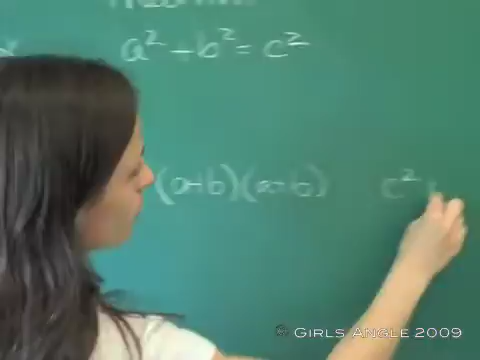 a² + b² = c²
(a+b)(a+b) c²
© Girls Angle 2009